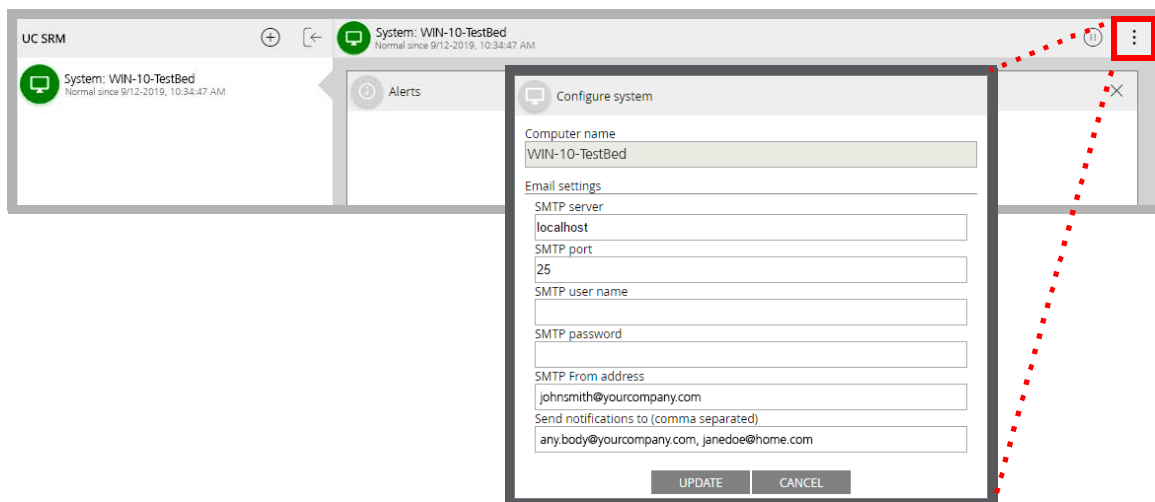 UC SRM
System: WIN-10-TestBed
Normal since 9/12-2019, 10:34:47 AM
System: WIN-10-TestBed
Normal since 9/12-2019, 10:34:47 AM
Alerts
Configure system
Computer name
WIN-10-TestBed
Email settings
SMTP server
localhost
SMTP port
25
SMTP user name
SMTP password
SMTP From address
johnsmith@yourcompany.com
Send notifications to (comma separated)
any.body@yourcompany.com, janedoe@home.com
UPDATE CANCEL